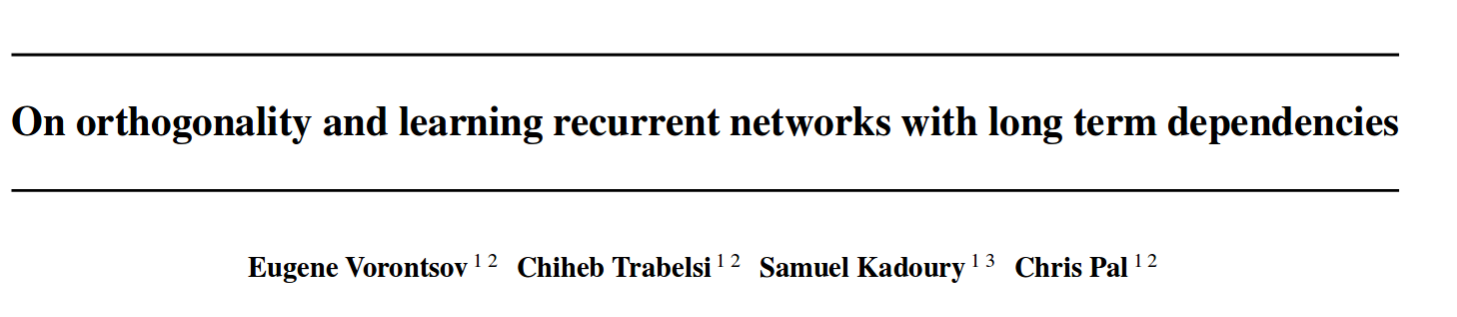 On orthogonality and learning recurrent networks with long term dependencies
Eugene Vorontsov 1 2 Chiheb Trabelsi 1 2 Samuel Kadoury 1 3 Chris Pal 1 2